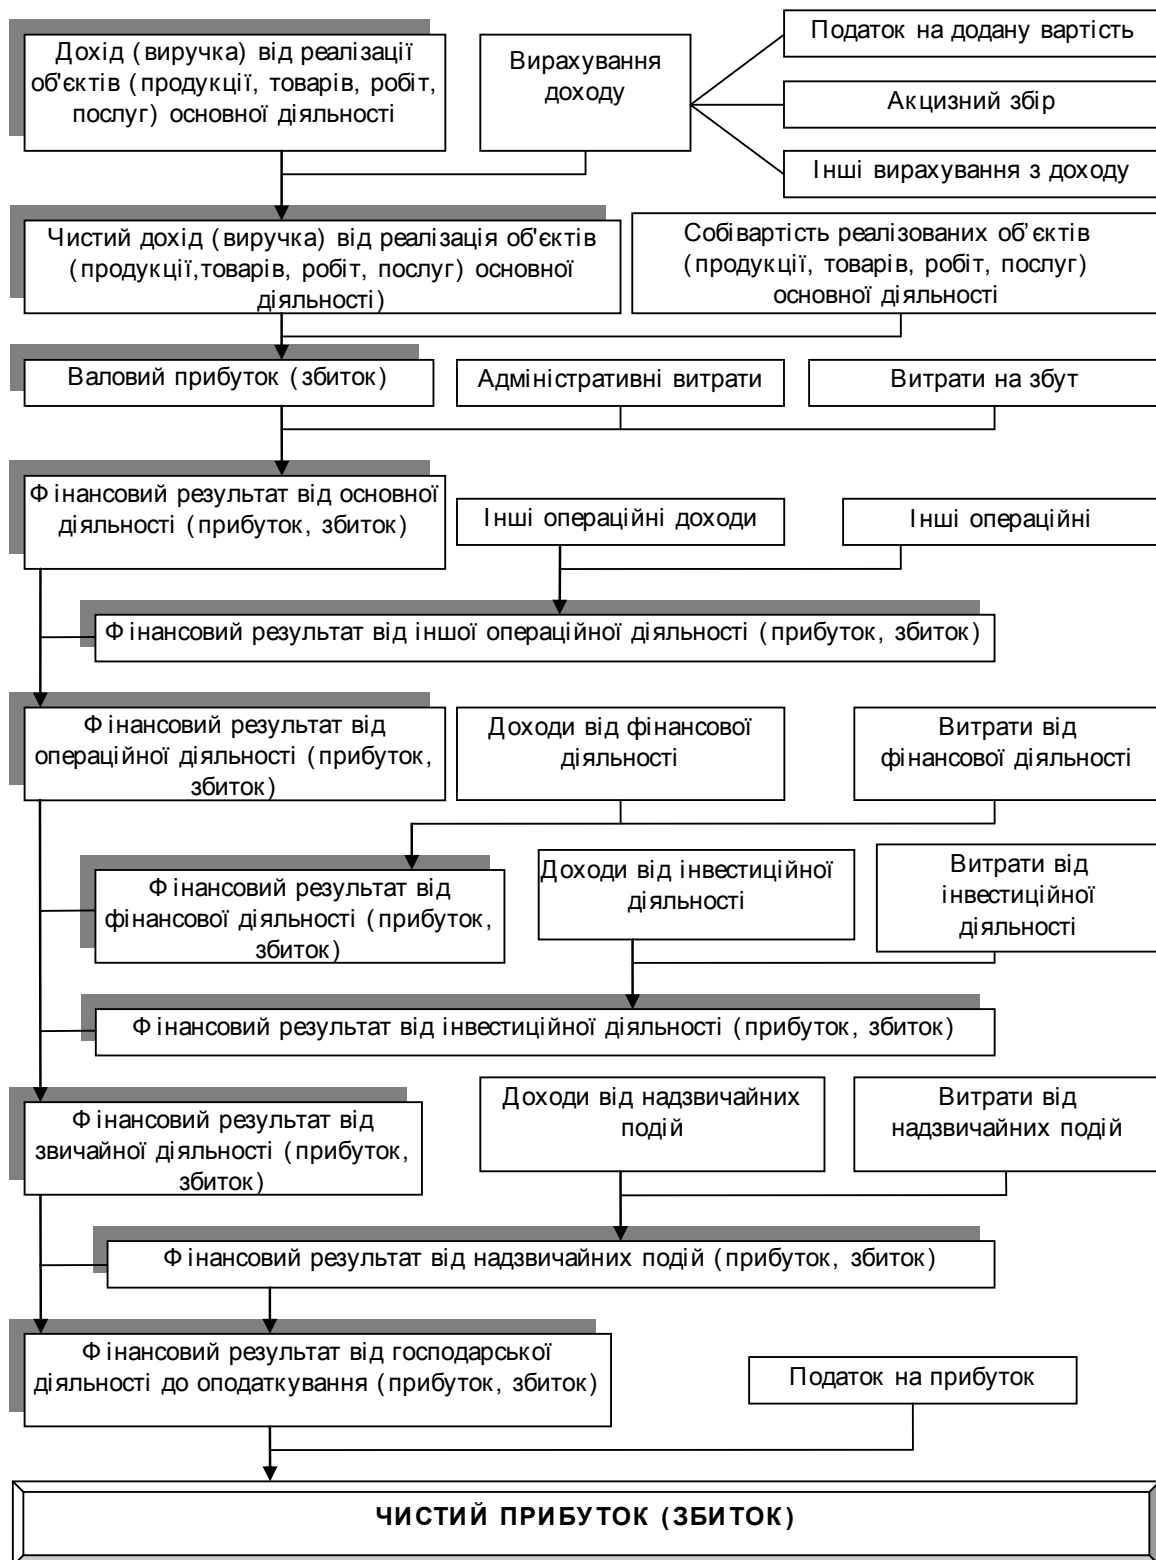 Дохід (виручка) від реалізації
об'єктів (продукції, товарів, робіт,
послуг) основної діяльності
Вирахування
доходу
Податок на додану вартість
Акцизний збір
Інші вирахування з доходу
Чистий дохід (виручка) від реалізація об'єктів
(продукції,товарів, робіт, послуг) основної
діяльності)
Собівартість реалізованих об'єктів
(продукції, товарів, робіт, послуг)
основної діяльності
Валовий прибуток (збиток)
Адміністративні витрати
Витрати на збут
Фінансовий результат від основної
діяльності (прибуток, збиток)
Інші операційні доходи
Інші операційні
Фінансовий результат від іншої операційної діяльності (прибуток, збиток)
Фінансовий результат від
операційної діяльності (прибуток,
збиток)
Доходи від фінансової
діяльності
Витрати від
фінансової діяльності
Фінансовий результат від
фінансової діяльності (прибуток,
збиток)
Доходи від інвестиційної
діяльності
Витрати від
інвестиційної
діяльності
Фінансовий результат від інвестиційної діяльності (прибуток, збиток)
Фінансовий результат від
звичайної діяльності (прибуток,
збиток)
Доходи від надзвичайних
подій
Витрати від
надзвичайних подій
Фінансовий результат від надзвичайних подій (прибуток, збиток)
Фінансовий результат від господарської
діяльності до оподаткування (прибуток, збиток)
Податок на прибуток
ЧИСТИЙ ПРИБУТОК (ЗБИТОК)